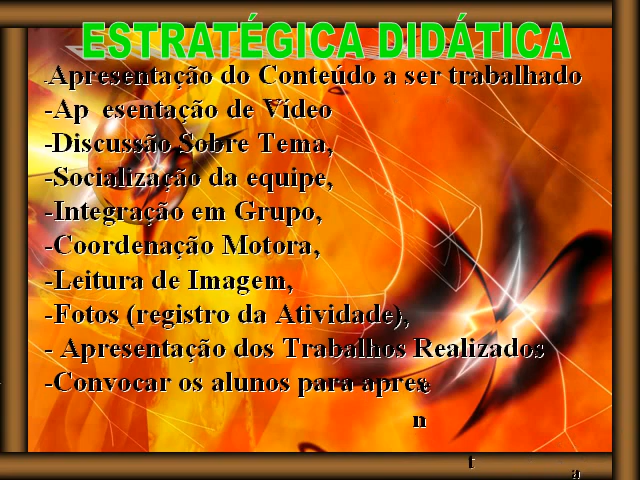 ESTRATÉGICA DIDÁTICA
-Apresentação do Conteúdo a ser trabalhado
-Ap esentação de Vídeo
-Discussão Sobre Tema,
-Socialização da equipe,
-Integração em Grupo,
-Coordenação Motora,
-Leitura de Imagem,
-Fotos (registro da Atividade),
- Apresentação dos Trabalhos Realizados
-Convocar os alunos para apres
n
t
a